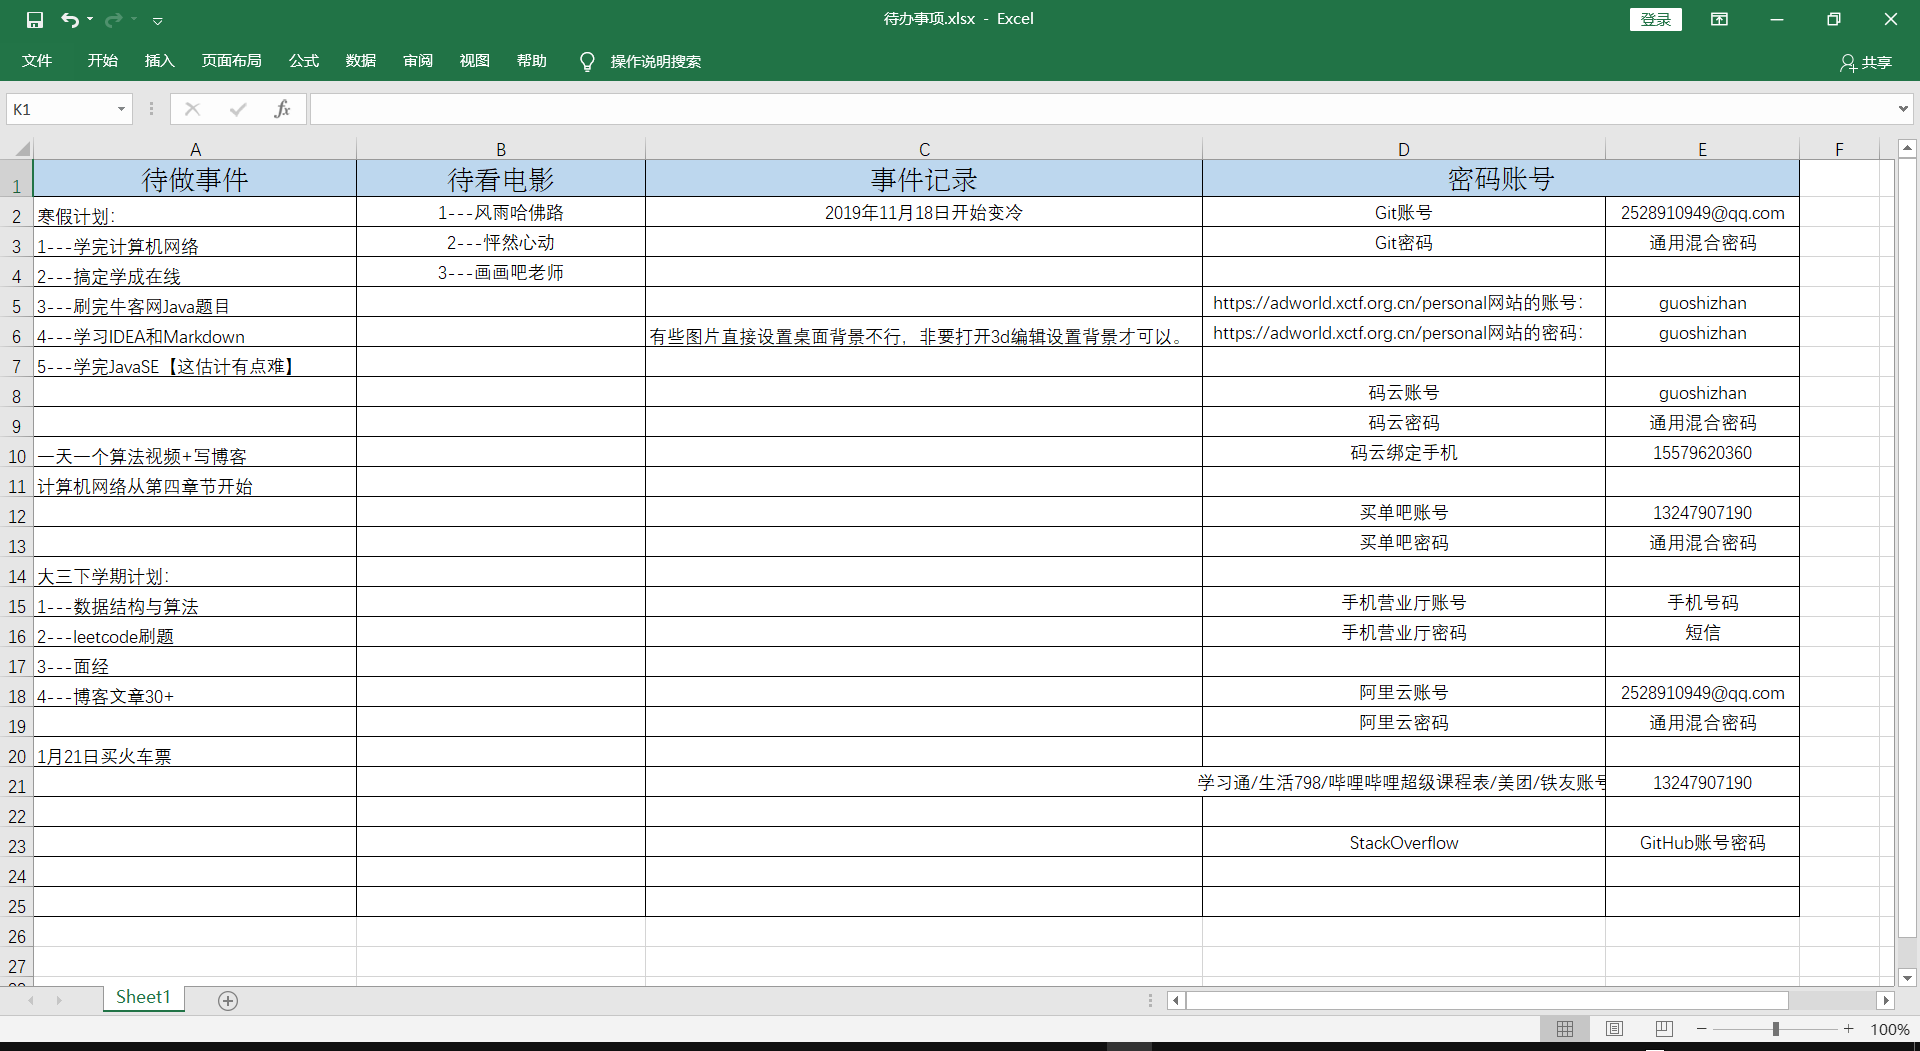 待办事项.xlsx - Excel
登录
文件 开始 插入 页面布局 公式 数据 审阅 视图 帮助 操作说明搜索 共享
K1 fx
A B C D E F
1 待做事件 待看电影 事件记录 密码账号
2 寒假计划： 1---风雨哈佛路 2019年11月18日开始变冷 Git账号 2528910949@qq.com
3 1---学完计算机网络 2---怦然心动 Git密码 通用混合密码
4 2---搞定学成在线 3---画画吧老师
5 3---刷完牛客网Java题目 https://adworld.xctf.org.cn/personal网站的账号： guoshizhan
6 4---学习IDEA和Markdown 有些图片直接设置桌面背景不行，非要打开3d编辑设置背景才可以。 https://adworld.xctf.org.cn/personal网站的密码： guoshizhan
7 5---学完JavaSE【这估计有点难】
8 码云账号 guoshizhan
9 码云密码 通用混合密码
10 一天一个算法视频+写博客 码云绑定手机 15579620360
11 计算机网络从第四章节开始
12 买单吧账号 13247907190
13 买单吧密码 通用混合密码
14 大三下学期计划：
15 1---数据结构与算法 手机营业厅账号 手机号码
16 2---leetcode刷题 手机营业厅密码 短信
17 3---面经
18 4---博客文章30+ 阿里云账号 2528910949@qq.com
19 阿里云密码 通用混合密码
20 1月21日买火车票
21 学习通/生活798/哔哩哔哩超级课程表/美团/铁友账号 13247907190
22
23 StackOverflow GitHub账号密码
24
25
26
27
Sheet1
100%